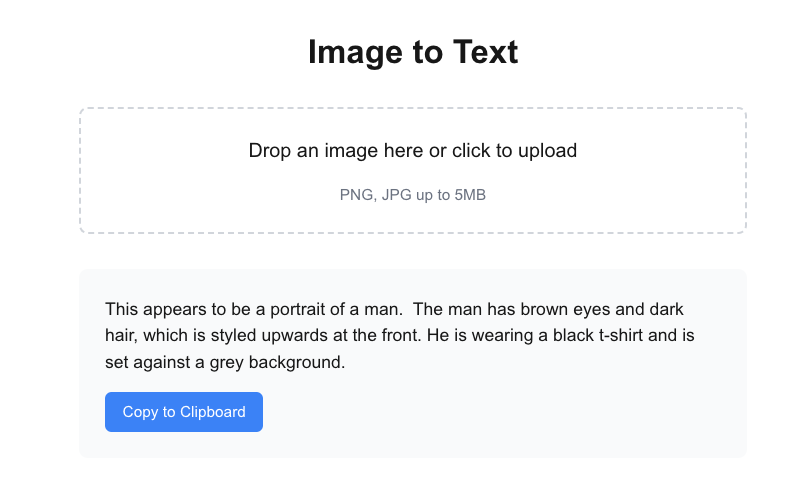 Image to Text
Drop an image here or click to upload
PNG, JPG up to 5MB
This appears to be a portrait of a man.  The man has brown eyes and dark
hair, which is styled upwards at the front. He is wearing a black t-shirt and is
set against a grey background.
Copy to Clipboard